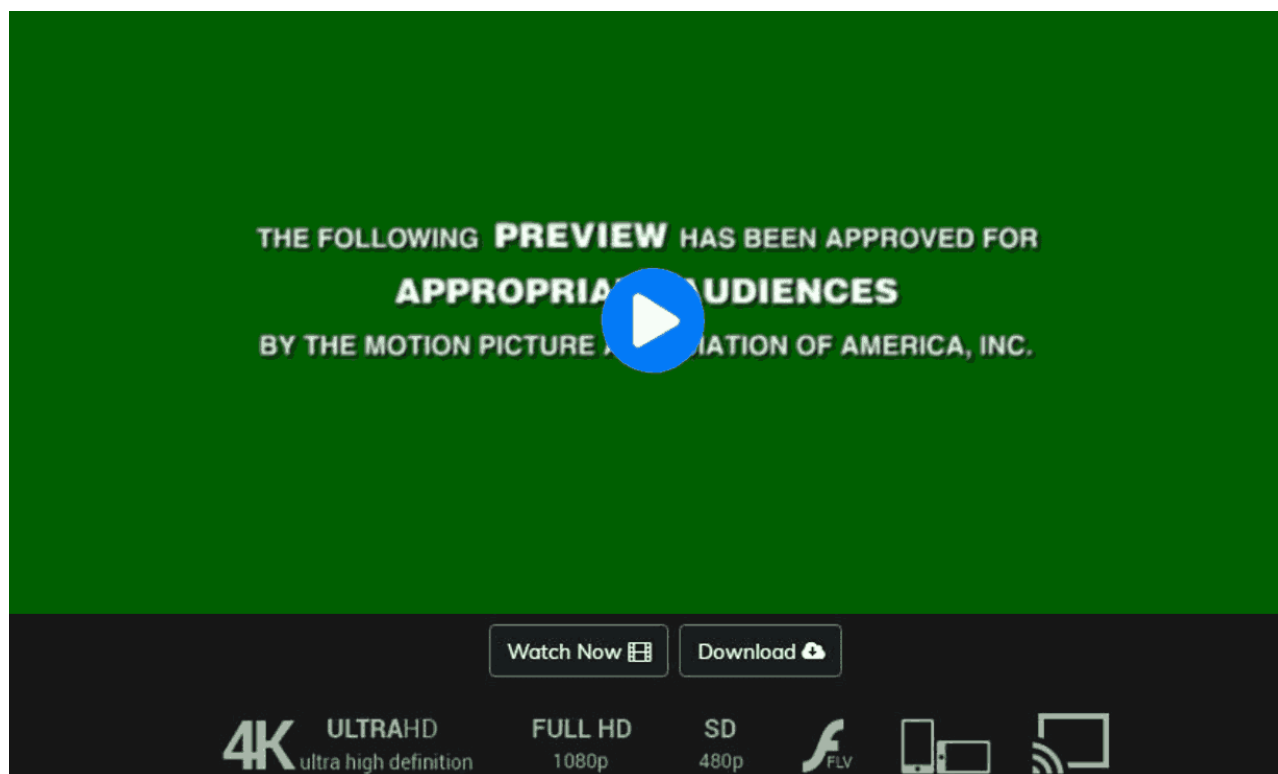 THE FOLLOWING PREVIEW HAS BEEN APPROVED FOR
AUDIENCES
BY THE MOTION PICTURE OF AMERICA, INC.
Watch Now Download
4K ULTRAHD FULL HD SD
ultra high definition 1080p 480p FLV